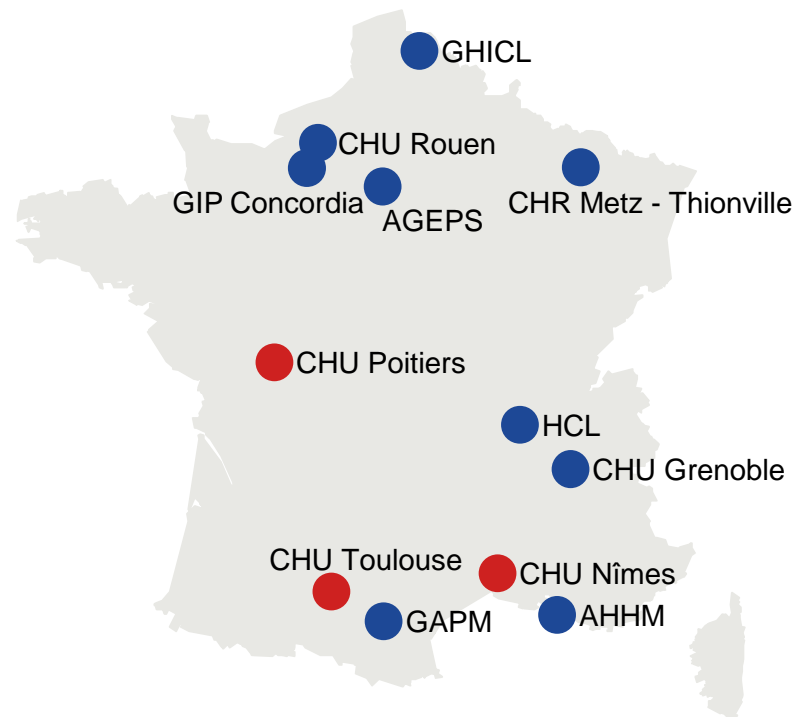 GHICL
CHU Rouen
GIP Concordia
AGEPS
CHR Metz - Thionville
CHU Poitiers
HCL
CHU Grenoble
CHU Toulouse
CHU Nîmes
GAPM
AHHM